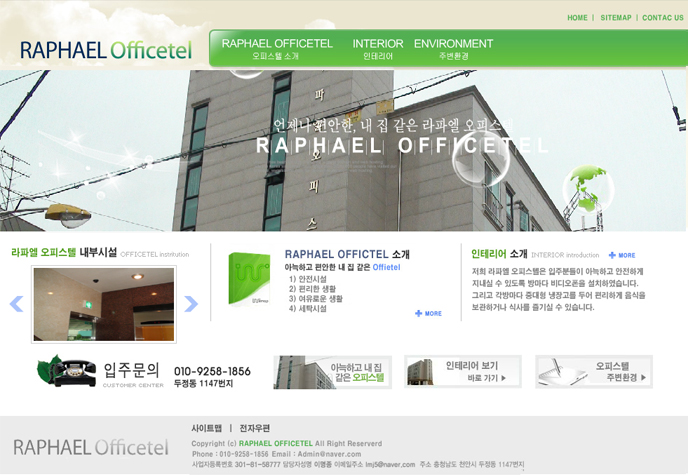 HOME | SITEMAP | CONTAC US
RAPHAEL Officetel
RAPHAEL OFFICETEL INTERIOR ENVIRONMENT
오피스텔 소개 인테리어 주변환경
파
엘
오
피
스
언제나 편안한, 내 집 같은 라파엘 오피스텔
RAPHAEL OFFICETEL
라파엘 오피스텔 내부시설 OFFICETEL institution
RAPHAEL OFFICTEL 소개
아늑하고 편안한 내 집 같은 Offietel
1) 안전시설
2) 편리한 생활
3) 여유로운 생활
4) 세탁시설
MORE
인테리어 소개 INTERIOR introduction MORE
저희 라파엘 오피스텔은 입주분들이 아늑하고 안전하게
지내실 수 있도록 방마다 비디오폰을 설치하였습니다.
그리고 각방마다 중대형 냉장고를 두어 편리하게 음식을
보관하거나 식사를 즐기실 수 있습니다.
입주문의
CUSTOMER CENTER
010-9258-1856
두정동 1147번지
아늑하고 내 집
같은 오피스텔
인테리어 보기
바로 가기
오피스텔
주변환경
RAPHAEL Officetel
사이트맵 | 전자우편
Copyright (c) RAPHAEL OFFICETEL All Right Reserverd
Phone : 010-9258-1856 Email : Admin@naver.com
사업자등록번호 301-81-58777 담당자성명 이명흠 이메일주소 lmj5@naver.com 주소 충청남도 천안시 두정동 1147번지